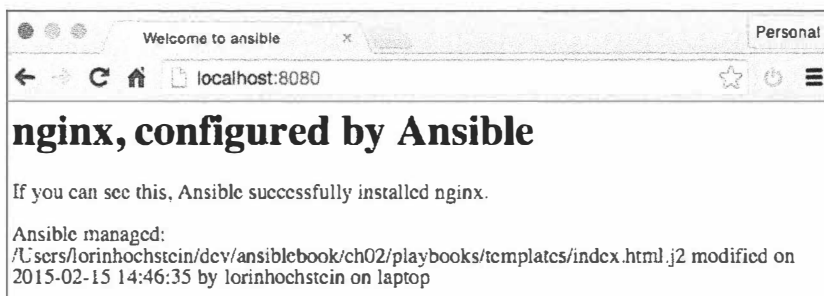 Welcome to ansible
Personal
localhost:8080
nginx, configured by Ansible
If you can see this, Ansible successfully installed nginx.
Ansible managed:
/Users/lorinhochstein/dev/ansiblebook/ch02/playbooks/templates/index.html.j2 modified on
2015-02-15 14:46:35 by lorinhochstein on laptop